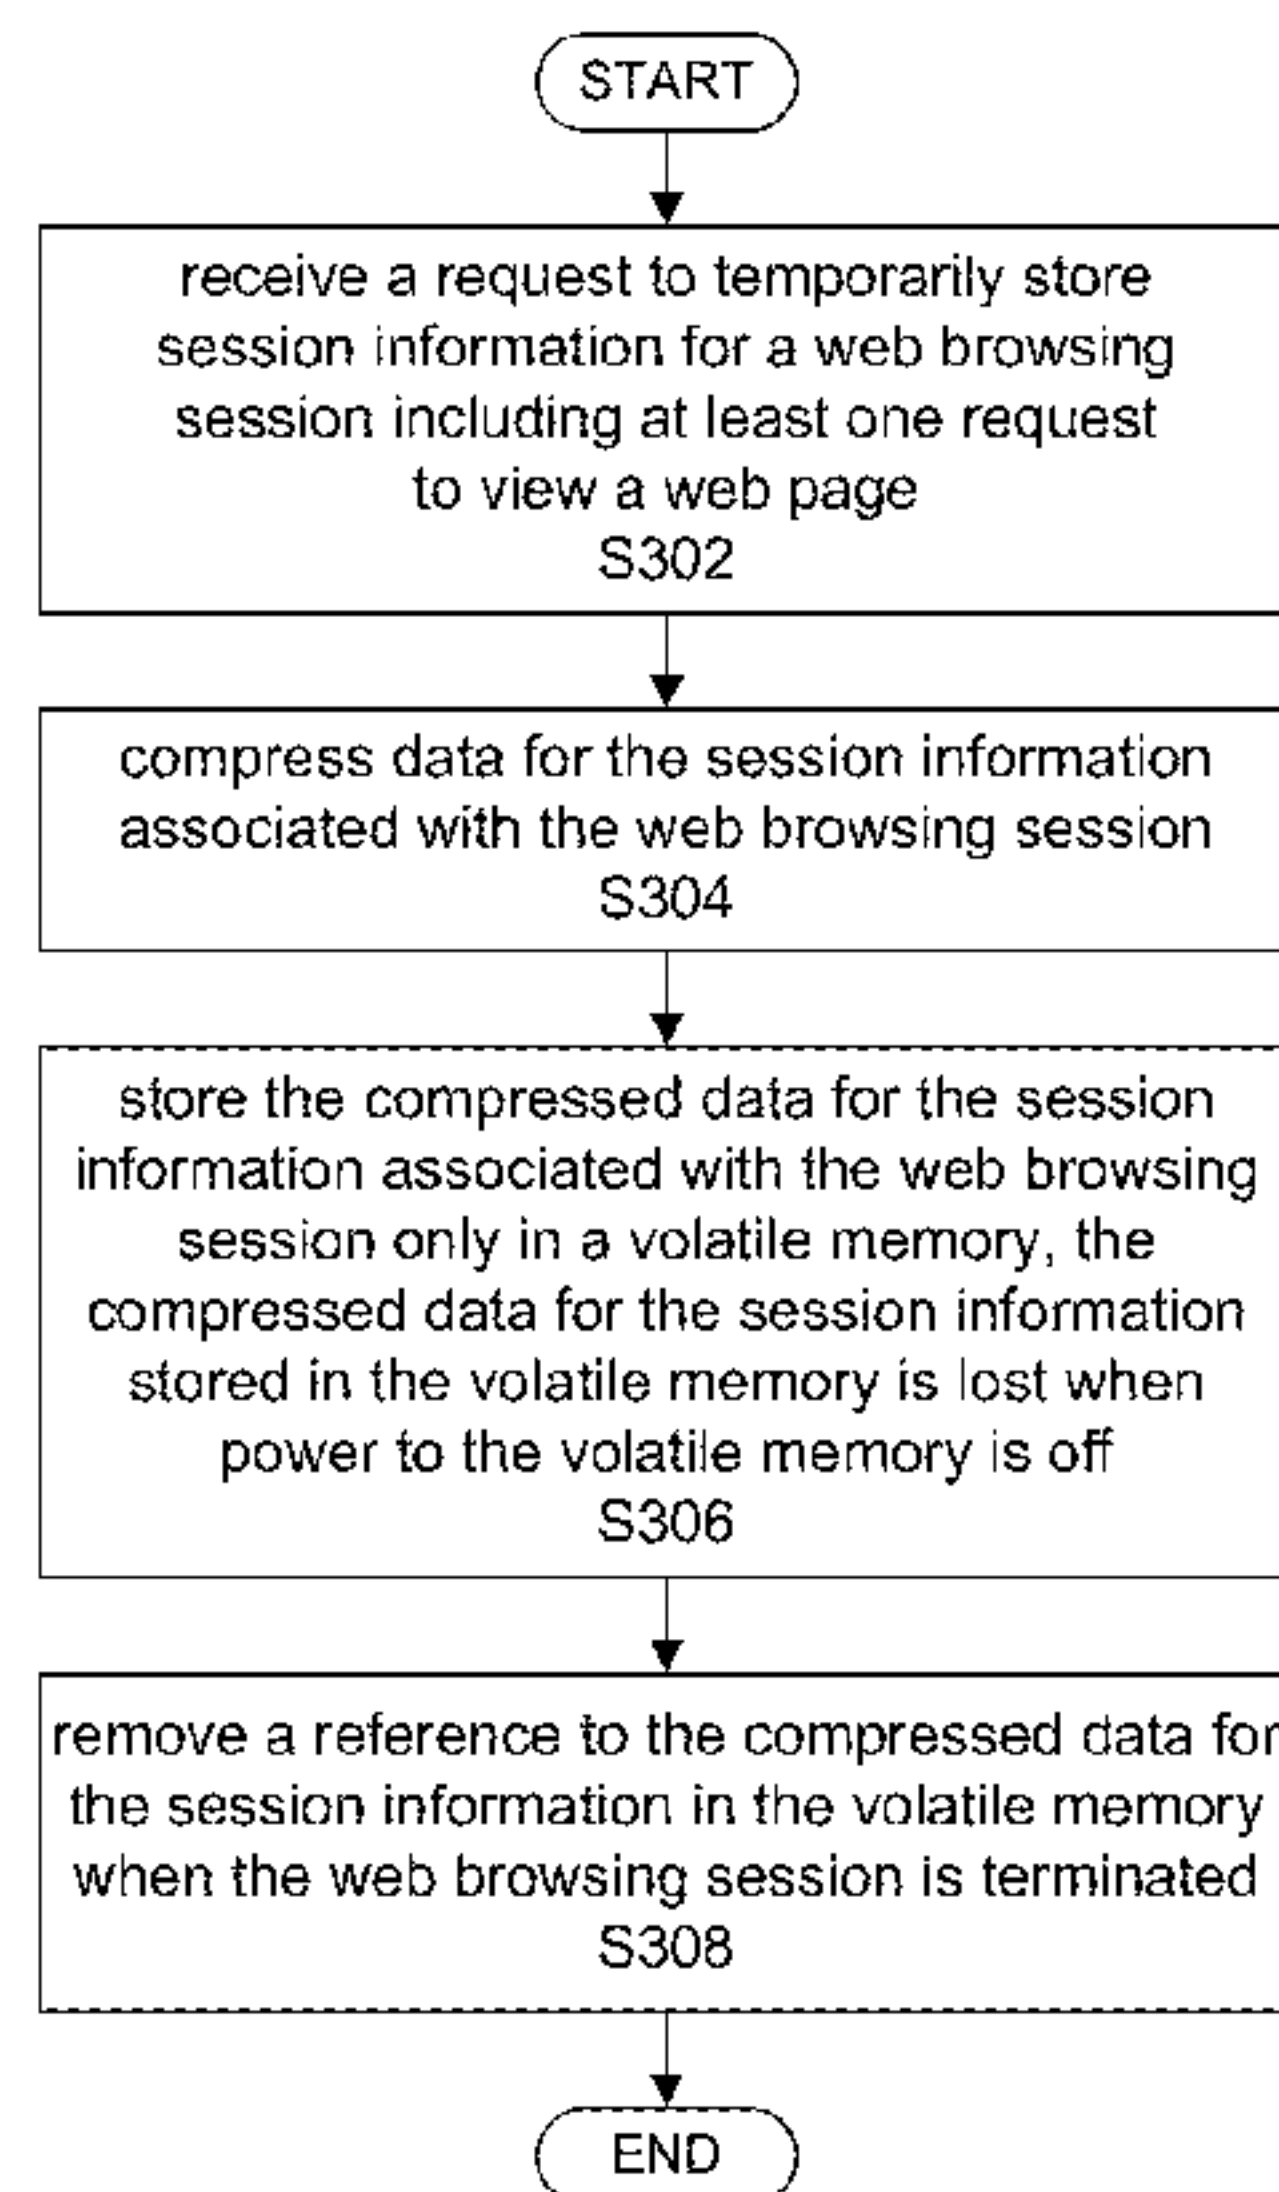 START
receive a request to temporarily store
session information for a web browsing
session including at least one request
to view a web page
S302
compress data for the session information
associated with the web browsing session
S304
store the compressed data for the session
information associated with the web browsing
session only in a volatile memory, the
compressed data for the session information
stored in the volatile memory is lost when
power to the volatile memory is off
S306
remove a reference to the compressed data for
the session information in the volatile memory
when the web browsing session is terminated
S308
END